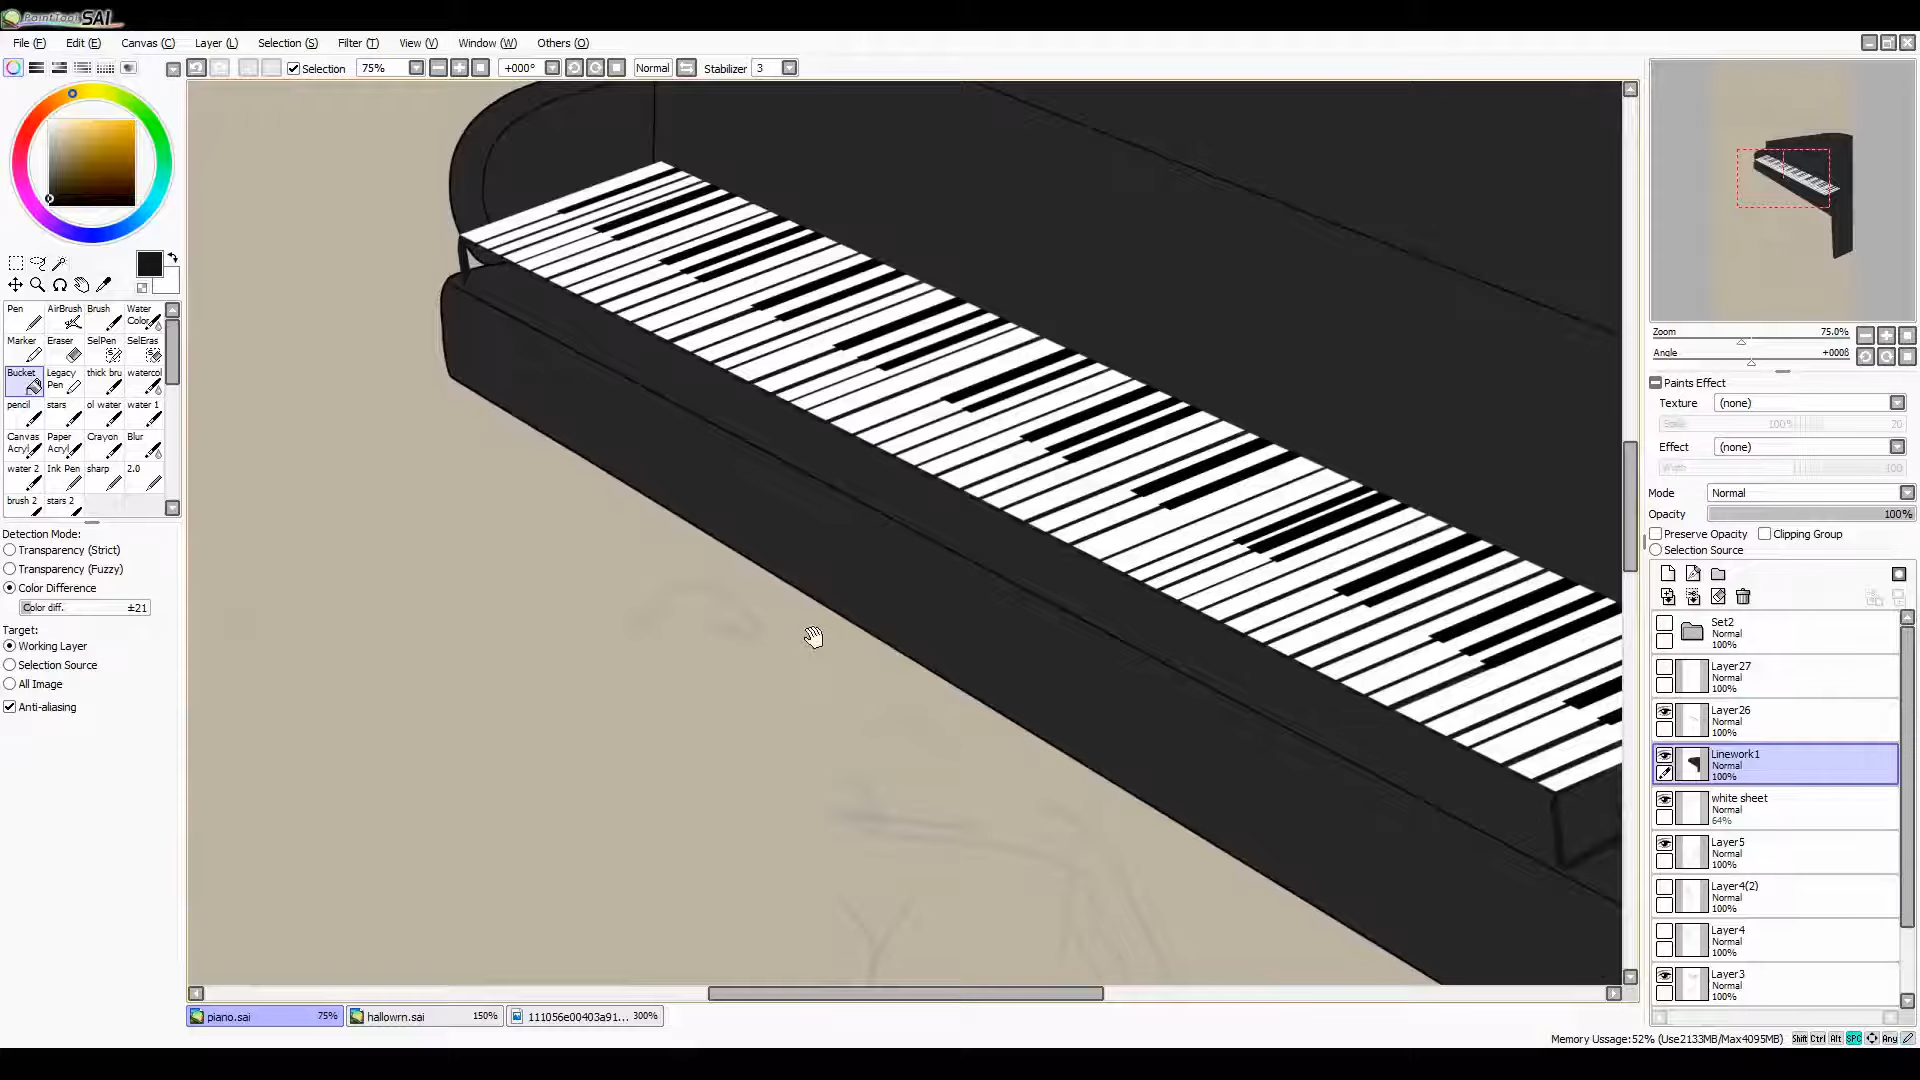 PaintTool SAI
File (F) Edit (E) Canvas (C) Layer (L) Selection (S) Filter (T) View (V) Window (W) Others (O)
Selection 75% +000° Normal Stabilizer 3
Pen AirBrush Brush Water Color
Marker Eraser SelPen SelEras
Bucket Legacy Pen thick bru watercol
pencil stars ol water water 1
Canvas Acryl Paper Acryl Crayon Blur
water 2 Ink Pen sharp 2.0
brush 2 stars 2
Detection Mode:
Transparency (Strict)
Transparency (Fuzzy)
Color Difference
Color diff. ±21
Target:
Working Layer
Selection Source
All Image
Anti-aliasing
Zoom 75.0%
Angle
Paints Effect
Texture (none)
Scale 100% 20
Effect (none)
Width 100
Mode Normal
Opacity 100%
Preserve Opacity Clipping Group
Selection Source
Set2
Normal
100%
Layer27
Normal
100%
Layer26
Normal
100%
Linework1
Normal
100%
white sheet
Normal
64%
Layer5
Normal
100%
Layer4(2)
Normal
100%
Layer4
Normal
100%
Layer3
Normal
100%
piano.sai 75% hallowrn.sai 150% 111056e00403a91... 300%
Memory Ussage:52% (Use2133MB/Max4095MB) Shift Ctrl Alt SPC Any